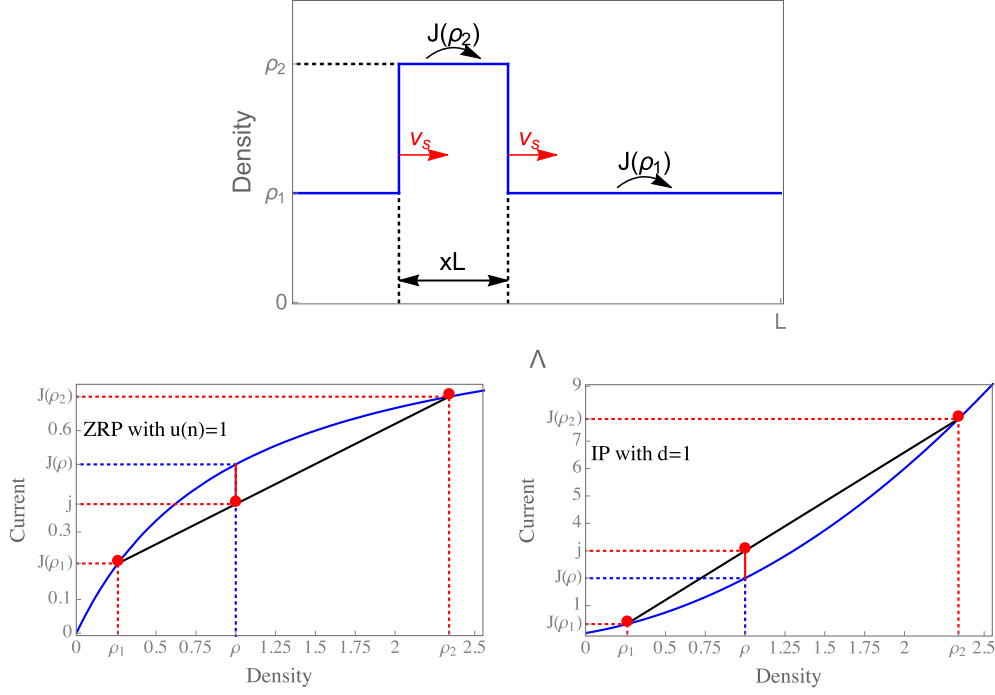 J(ρ₂)
ρ₂
vₛ
vₛ
J(ρ₁)
Density
ρ₁
xL
0
L
Λ
J(ρ₂)
0.6
ZRP with u(n)=1
J(ρ)
j
0.3
J(ρ₁)
0.1
0
Current
0 ρ₁ 0.5 0.75 ρ 1.25 1.5 1.75 2 ρ₂ 2.5
Density
9
J(ρ₂)
7
IP with d=1
6
4
j
J(ρ)
1
J(ρ₁)
Current
0 ρ₁ 0.5 0.75 ρ 1.25 1.5 1.75 2 ρ₂ 2.5
Density